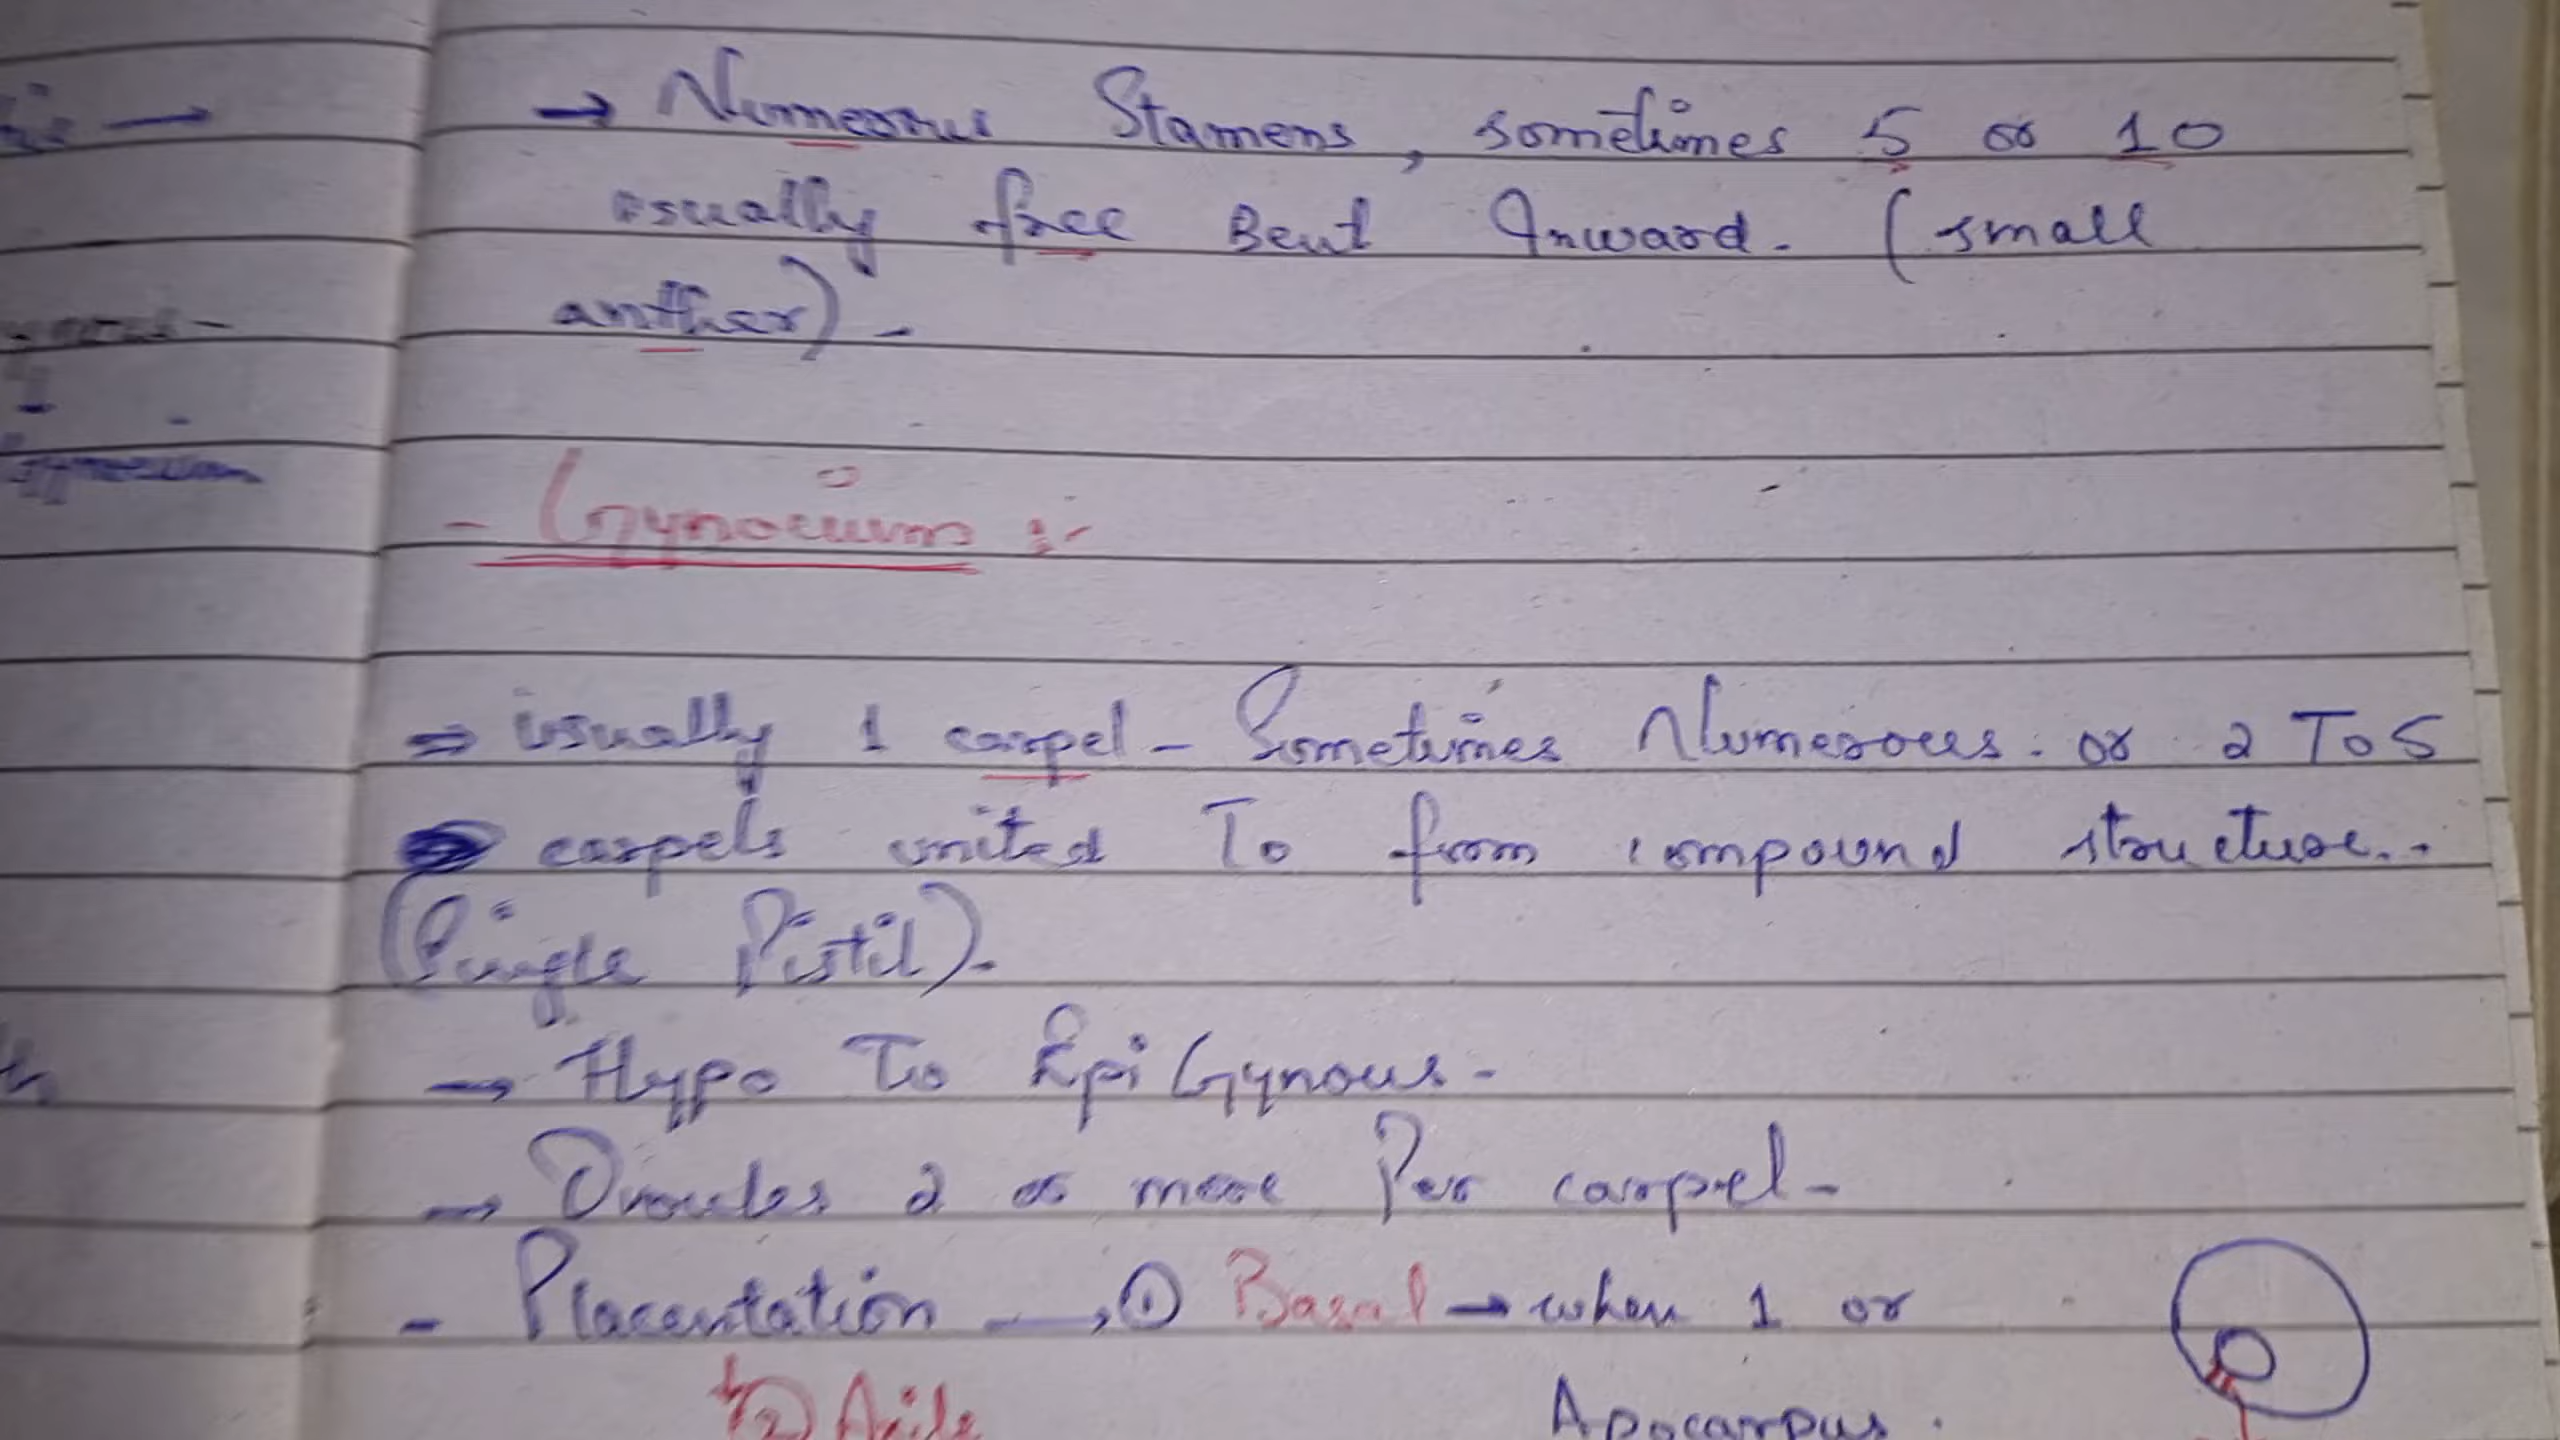 → Numerous Stamens, sometimes 5 or 10
usually free Bent Inward. (small
anther).
- Gynoecium :-
⇒ usually 1 carpel - Sometimes Numerous. or 2 To 5
carpels united To from compound structure..
(Single Pistil).
→ Hypo To Epi Gynous.
→ Ovoules 2 or more Per carpel -
- Placentation → ① Basal → when 1 or
② Axile Apocarpus.